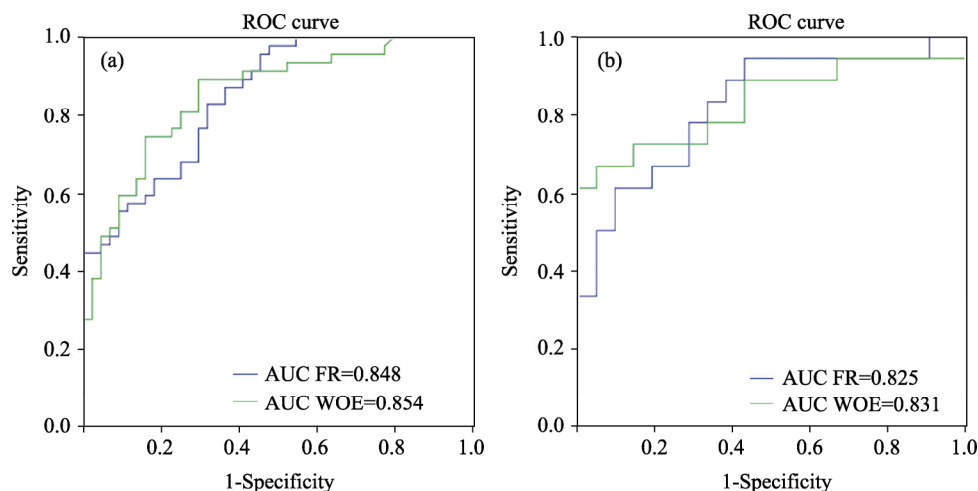 ROC curve
(a)
1.0
0.8
0.6
0.4
0.2
0.0
Sensitivity
AUC FR=0.848
AUC WOE=0.854
0.2
0.4
0.6
0.8
1.0
1-Specificity
ROC curve
(b)
1.0
0.8
0.6
0.4
0.2
0.0
Sensitivity
AUC FR=0.825
AUC WOE=0.831
0.2
0.4
0.6
0.8
1.0
1-Specificity